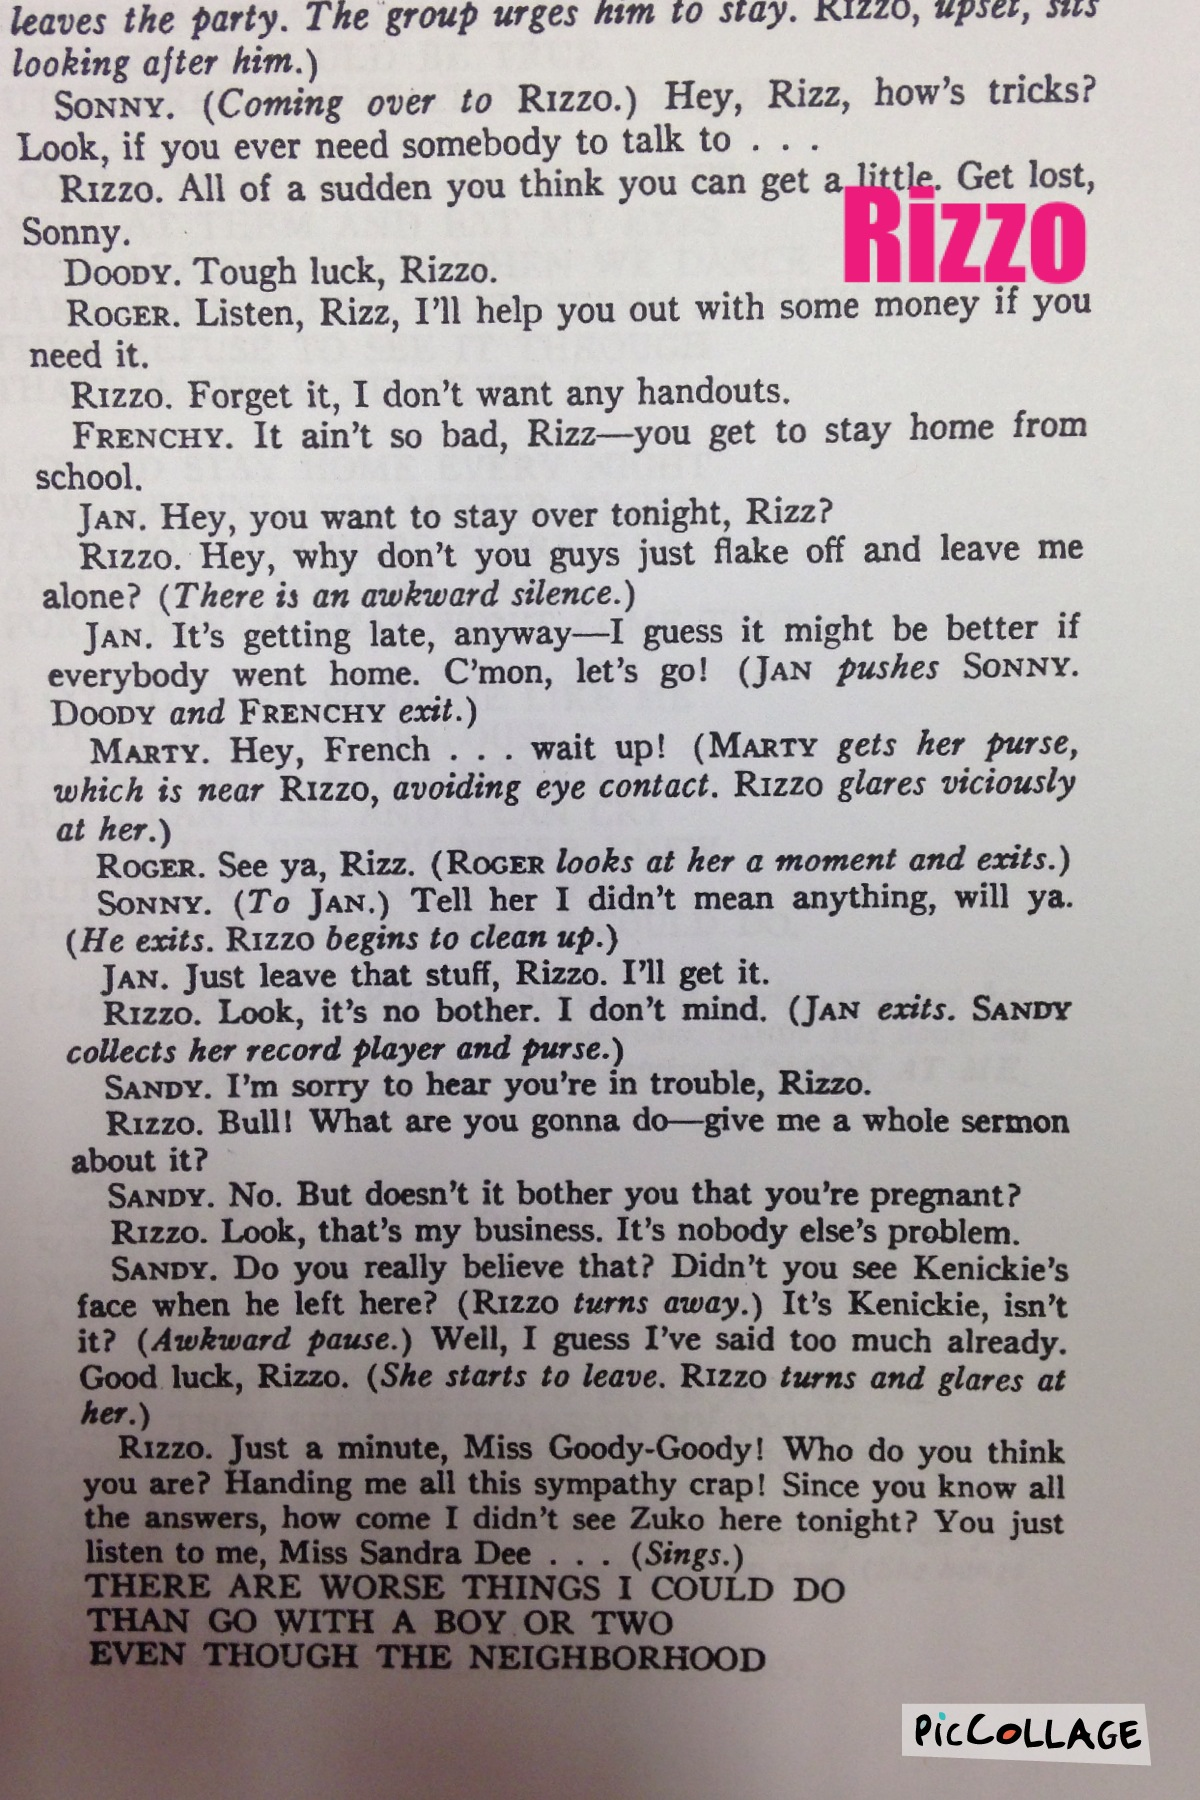 leaves the party. The group urges him to stay. RIZZO, upset, sits
looking after him.)
SONNY. (Coming over to RIZZO.) Hey, Rizz, how's tricks?
Look, if you ever need somebody to talk to . . .
RIZZO. All of a sudden you think you can get a little. Get lost,
Sonny.
Rizzo
DOODY. Tough luck, Rizzo.
ROGER. Listen, Rizz, I'll help you out with some money if you
need it.
RIZZO. Forget it, I don't want any handouts.
FRENCHY. It ain't so bad, Rizz—you get to stay home from
school.
JAN. Hey, you want to stay over tonight, Rizz?
RIZZO. Hey, why don't you guys just flake off and leave me
alone? (There is an awkward silence.)
JAN. It's getting late, anyway—I guess it might be better if
everybody went home. C'mon, let's go! (JAN pushes SONNY.
DOODY and FRENCHY exit.)
MARTY. Hey, French . . . wait up! (MARTY gets her purse,
which is near RIZZO, avoiding eye contact. RIZZO glares viciously
at her.)
ROGER. See ya, Rizz. (ROGER looks at her a moment and exits.)
SONNY. (To JAN.) Tell her I didn't mean anything, will ya.
(He exits. RIZZO begins to clean up.)
JAN. Just leave that stuff, Rizzo. I'll get it.
RIZZO. Look, it's no bother. I don't mind. (JAN exits. SANDY
collects her record player and purse.)
SANDY. I'm sorry to hear you're in trouble, Rizzo.
RIZZO. Bull! What are you gonna do—give me a whole sermon
about it?
SANDY. No. But doesn't it bother you that you're pregnant?
RIZZO. Look, that's my business. It's nobody else's problem.
SANDY. Do you really believe that? Didn't you see Kenickie's
face when he left here? (RIZZO turns away.) It's Kenickie, isn't
it? (Awkward pause.) Well, I guess I've said too much already.
Good luck, Rizzo. (She starts to leave. RIZZO turns and glares at
her.)
RIZZO. Just a minute, Miss Goody-Goody! Who do you think
you are? Handing me all this sympathy crap! Since you know all
the answers, how come I didn't see Zuko here tonight? You just
listen to me, Miss Sandra Dee . . . (Sings.)
THERE ARE WORSE THINGS I COULD DO
THAN GO WITH A BOY OR TWO
EVEN THOUGH THE NEIGHBORHOOD
PICCOLLAGE